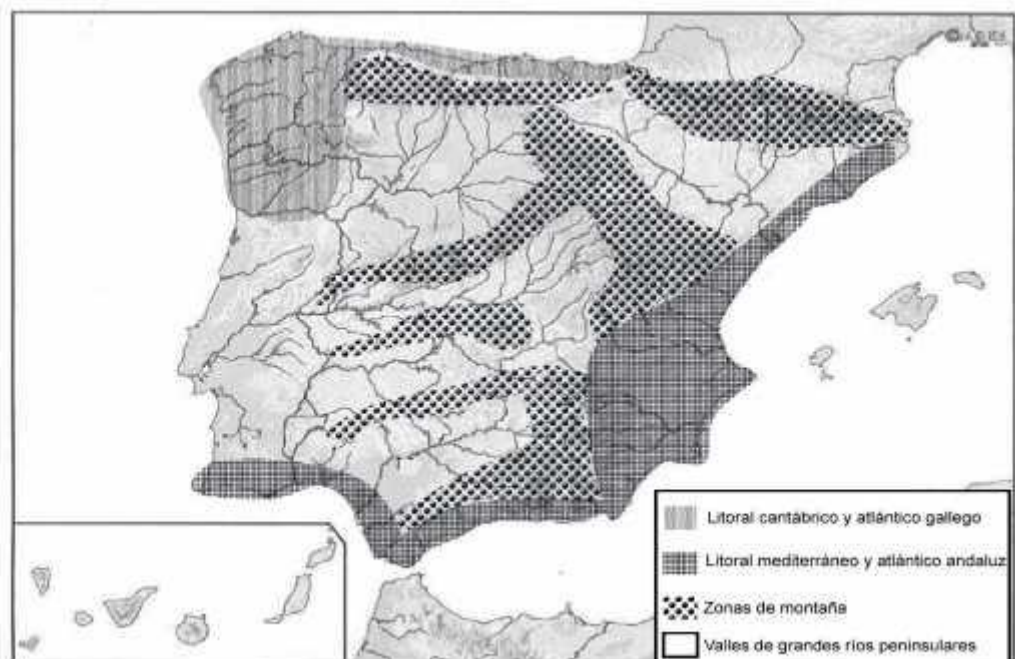 Litoral cantábrico y atlántico gallego
Litoral mediterráneo y atlántico andaluz
Zonas de montaña
Valles de grandes ríos peninsulares